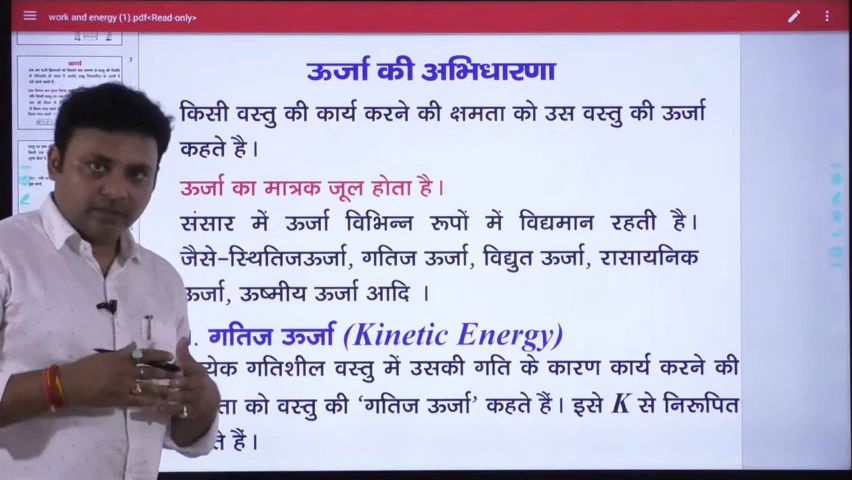 work and energy (1).pdf<Read-only>
कार्य
3
ऊर्जा की अभिधारणा
किसी वस्तु की कार्य करने की क्षमता को उस वस्तु की ऊर्जा
कहते है।
ऊर्जा का मात्रक जूल होता है।
संसार में ऊर्जा विभिन्न रूपों में विद्यमान रहती है।
जैसे-स्थितिजऊर्जा, गतिज ऊर्जा, विद्युत ऊर्जा, रासायनिक
ऊर्जा, ऊष्मीय ऊर्जा आदि ।
. गतिज ऊर्जा (Kinetic Energy)
गतिशील वस्तु में उसकी गति के कारण कार्य करने की
को वस्तु की ‘गतिज ऊर्जा’ कहते हैं। इसे K से निरूपित
हैं।